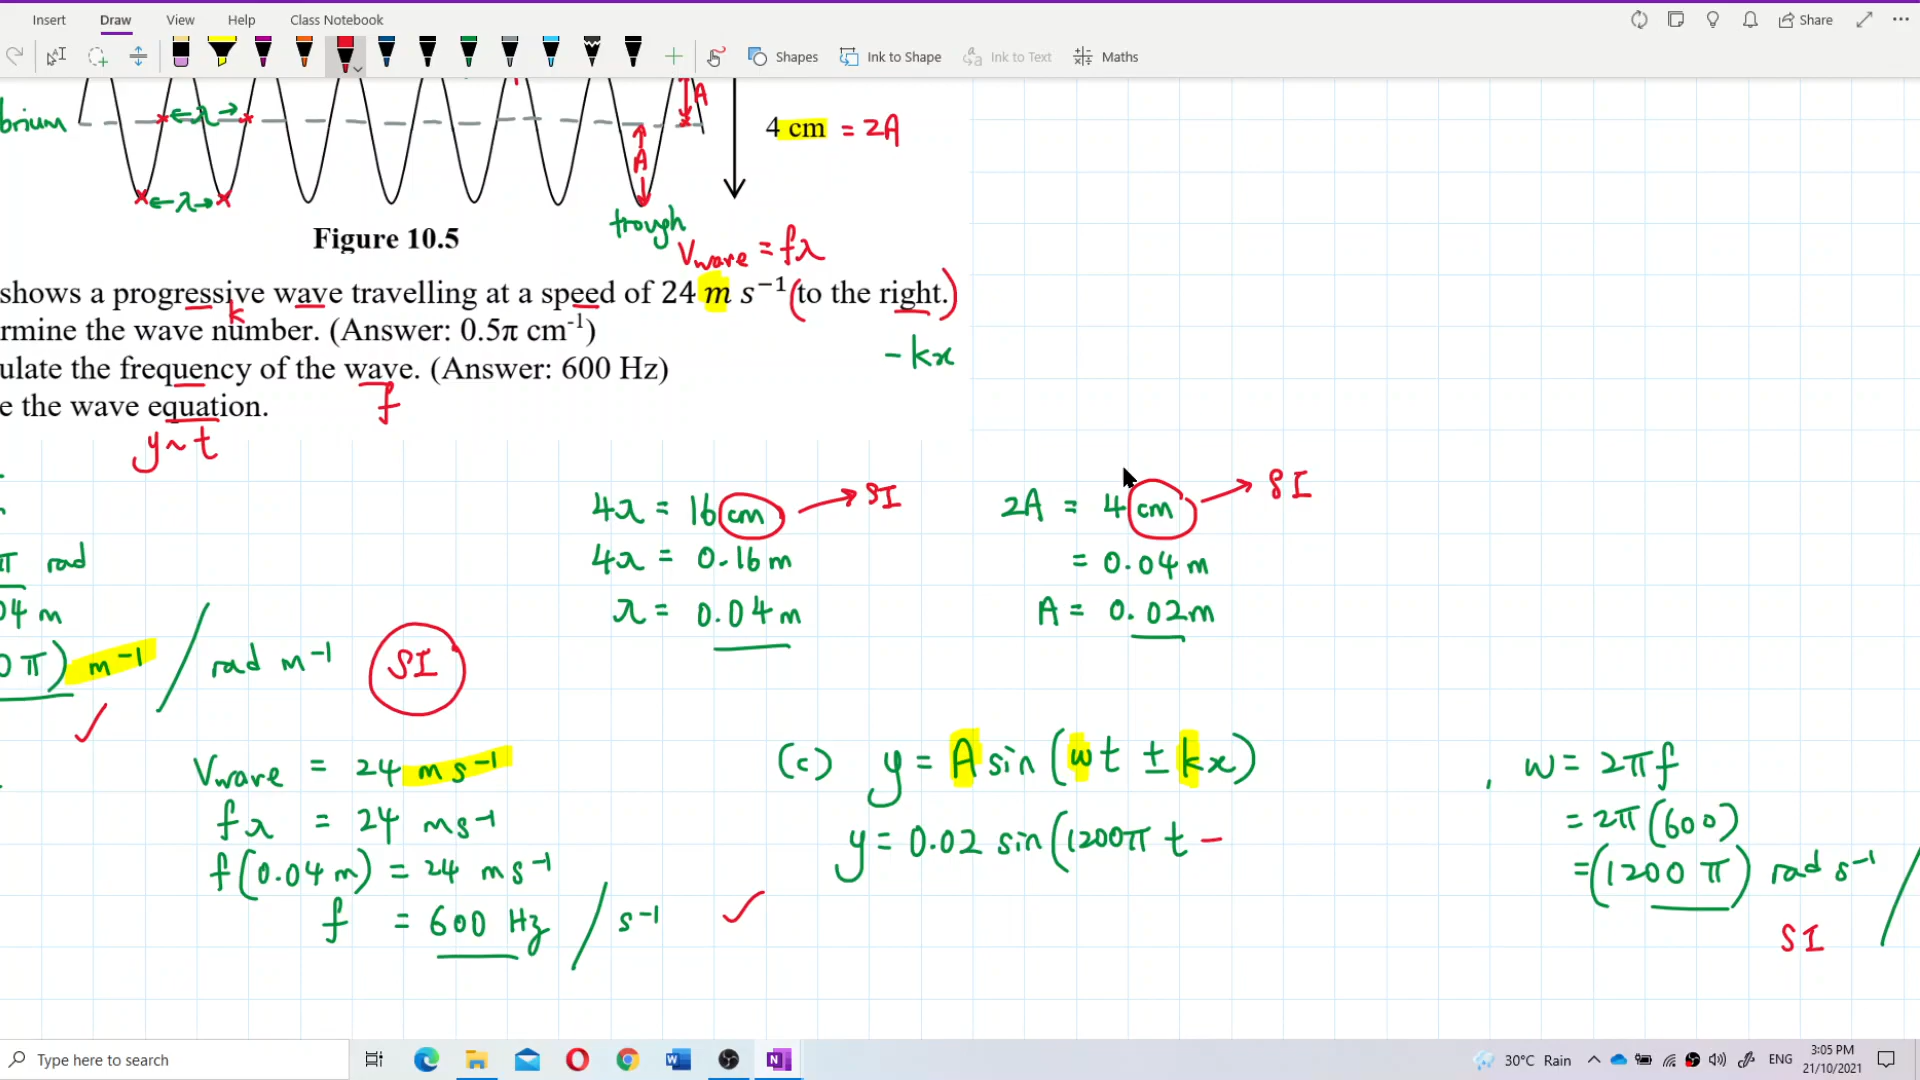 Insert Draw View Help Class Notebook Share
Shapes Ink to Shape Ink to Text Maths
brium ←λ→ A 4 cm = 2A
A
←λ→
trough
Figure 10.5
Vwave = fλ
shows a progressive wave travelling at a speed of 24 m s⁻¹ (to the right.)
k
rmine the wave number. (Answer: 0.5π cm⁻¹)
- kx
ulate the frequency of the wave. (Answer: 600 Hz)
f
e the wave equation.
y ~ t
4λ = 16 cm → SI
4λ = 0.16 m
λ = 0.04 m
2A = 4 cm → SI
= 0.04 m
A = 0.02 m
π rad
04 m
0 π) m⁻¹ / rad m⁻¹ SI
Vwave = 24 m s⁻¹
fλ = 24 ms⁻¹
f(0.04 m) = 24 ms⁻¹
f = 600 Hz / s⁻¹
(c) y = A sin (ωt ± kx)
y = 0.02 sin (1200π t -
, ω = 2πf
= 2π (600)
= (1200 π) rad s⁻¹ /
SI
Type here to search
30°C Rain ENG
3:05 PM
21/10/2021